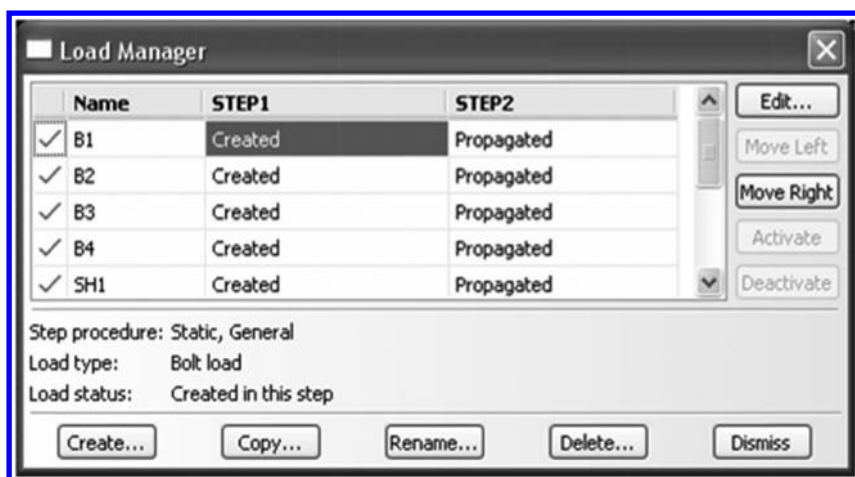 Load Manager
Name STEP1 STEP2
B1 Created Propagated
B2 Created Propagated
B3 Created Propagated
B4 Created Propagated
SH1 Created Propagated
Edit...
Move Left
Move Right
Activate
Deactivate
Step procedure: Static, General
Load type: Bolt load
Load status: Created in this step
Create... Copy... Rename... Delete... Dismiss